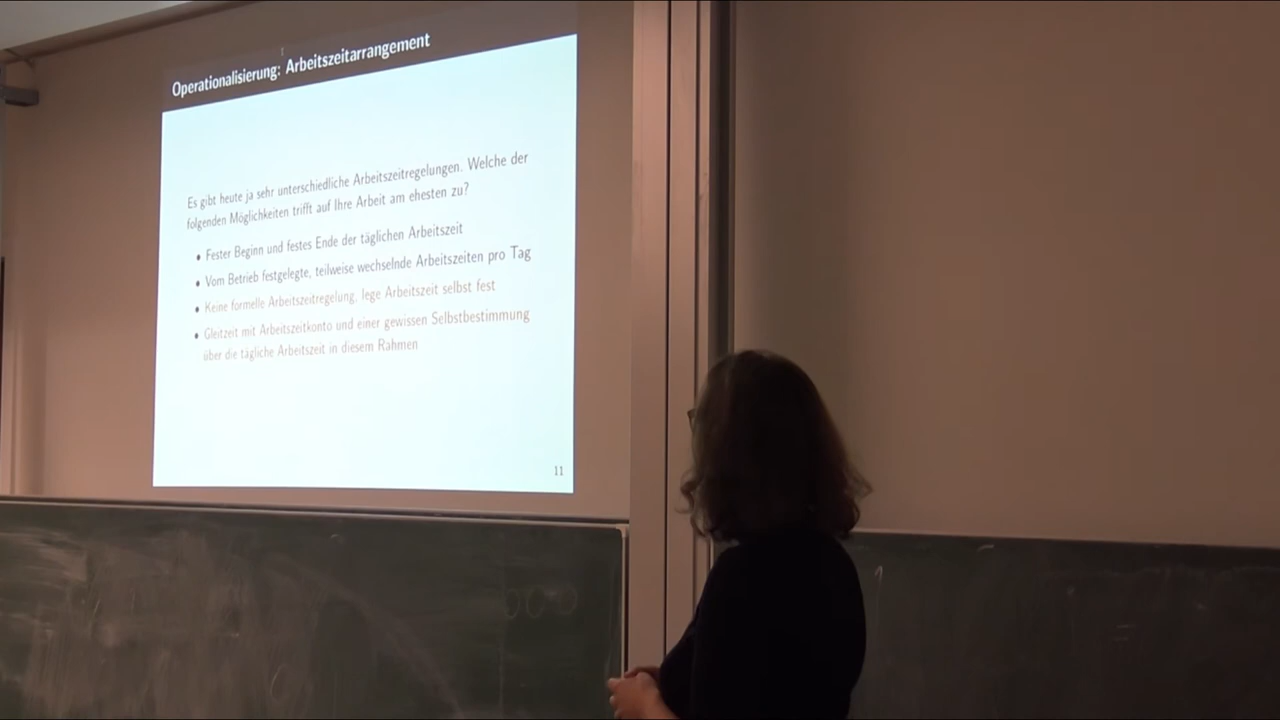 Operationalisierung: Arbeitszeitarrangement
Es gibt heute ja sehr unterschiedliche Arbeitszeitregelungen. Welche der
folgenden Möglichkeiten trifft auf Ihre Arbeit am ehesten zu?
• Fester Beginn und festes Ende der täglichen Arbeitszeit
• Vom Betrieb festgelegte, teilweise wechselnde Arbeitszeiten pro Tag
• Keine formelle Arbeitszeitregelung, lege Arbeitszeit selbst fest
• Gleitzeit mit Arbeitszeitkonto und einer gewissen Selbstbestimmung
über die tägliche Arbeitszeit in diesem Rahmen
11